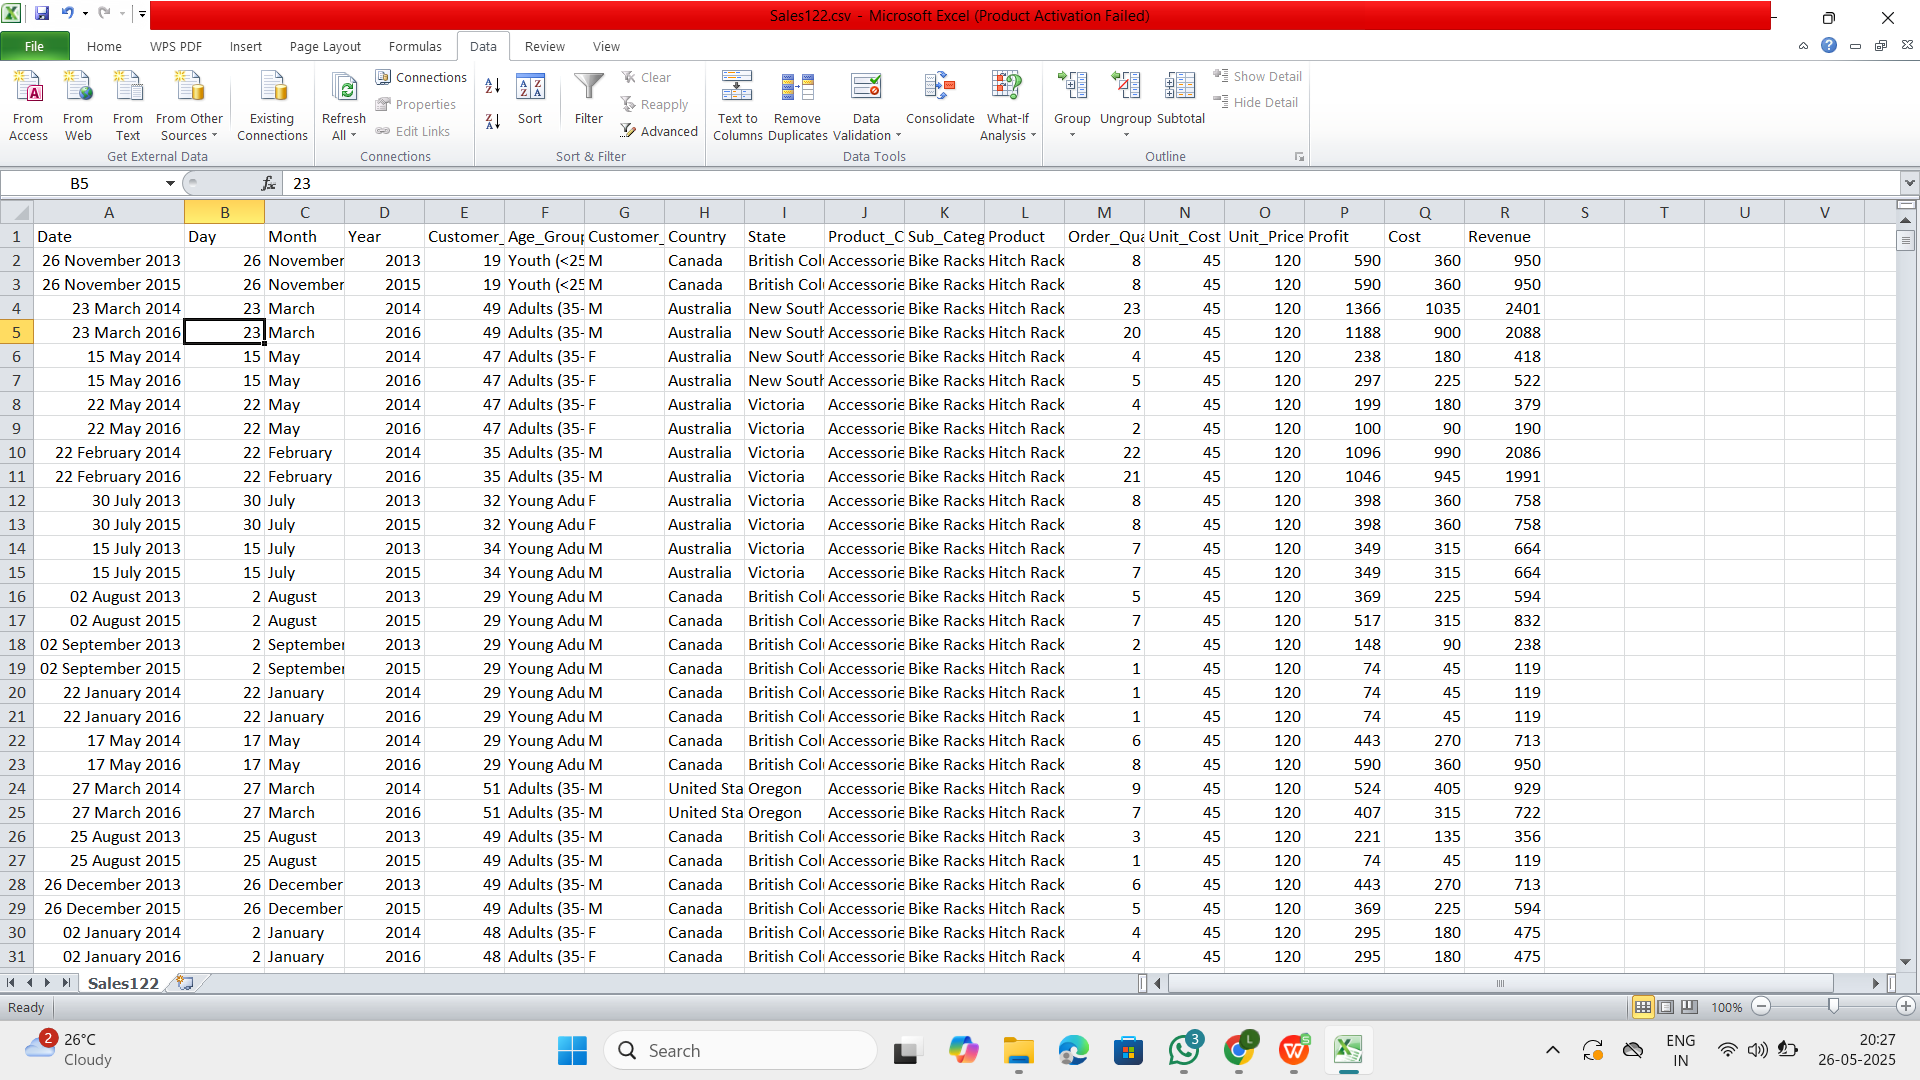 Sales122.csv - Microsoft Excel (Product Activation Failed)
File Home WPS PDF Insert Page Layout Formulas Data Review View
From Access From Web From Text From Other Sources Existing Connections Refresh All Connections Properties Edit Links Sort Filter Clear Reapply Advanced Text to Columns Remove Duplicates Data Validation Consolidate What-If Analysis Group Ungroup Subtotal Show Detail Hide Detail
Get External Data Connections Sort & Filter Data Tools Outline
B5 fx 23
A B C D E F G H I J K L M N O P Q R S T U V
1 Date Day Month Year Customer_ Age_Group Customer_ Country State Product_C Sub_Categ Product Order_Qua Unit_Cost Unit_Price Profit Cost Revenue
2 26 November 2013 26 November 2013 19 Youth (<25 M Canada British Col Accessorie Bike Racks Hitch Rack 8 45 120 590 360 950
3 26 November 2015 26 November 2015 19 Youth (<25 M Canada British Col Accessorie Bike Racks Hitch Rack 8 45 120 590 360 950
4 23 March 2014 23 March 2014 49 Adults (35- M Australia New South Accessorie Bike Racks Hitch Rack 23 45 120 1366 1035 2401
5 23 March 2016 23 March 2016 49 Adults (35- M Australia New South Accessorie Bike Racks Hitch Rack 20 45 120 1188 900 2088
6 15 May 2014 15 May 2014 47 Adults (35- F Australia New South Accessorie Bike Racks Hitch Rack 4 45 120 238 180 418
7 15 May 2016 15 May 2016 47 Adults (35- F Australia New South Accessorie Bike Racks Hitch Rack 5 45 120 297 225 522
8 22 May 2014 22 May 2014 47 Adults (35- F Australia Victoria Accessorie Bike Racks Hitch Rack 4 45 120 199 180 379
9 22 May 2016 22 May 2016 47 Adults (35- F Australia Victoria Accessorie Bike Racks Hitch Rack 2 45 120 100 90 190
10 22 February 2014 22 February 2014 35 Adults (35- M Australia Victoria Accessorie Bike Racks Hitch Rack 22 45 120 1096 990 2086
11 22 February 2016 22 February 2016 35 Adults (35- M Australia Victoria Accessorie Bike Racks Hitch Rack 21 45 120 1046 945 1991
12 30 July 2013 30 July 2013 32 Young Adu F Australia Victoria Accessorie Bike Racks Hitch Rack 8 45 120 398 360 758
13 30 July 2015 30 July 2015 32 Young Adu F Australia Victoria Accessorie Bike Racks Hitch Rack 8 45 120 398 360 758
14 15 July 2013 15 July 2013 34 Young Adu M Australia Victoria Accessorie Bike Racks Hitch Rack 7 45 120 349 315 664
15 15 July 2015 15 July 2015 34 Young Adu M Australia Victoria Accessorie Bike Racks Hitch Rack 7 45 120 349 315 664
16 02 August 2013 2 August 2013 29 Young Adu M Canada British Col Accessorie Bike Racks Hitch Rack 5 45 120 369 225 594
17 02 August 2015 2 August 2015 29 Young Adu M Canada British Col Accessorie Bike Racks Hitch Rack 7 45 120 517 315 832
18 02 September 2013 2 September 2013 29 Young Adu M Canada British Col Accessorie Bike Racks Hitch Rack 2 45 120 148 90 238
19 02 September 2015 2 September 2015 29 Young Adu M Canada British Col Accessorie Bike Racks Hitch Rack 1 45 120 74 45 119
20 22 January 2014 22 January 2014 29 Young Adu M Canada British Col Accessorie Bike Racks Hitch Rack 1 45 120 74 45 119
21 22 January 2016 22 January 2016 29 Young Adu M Canada British Col Accessorie Bike Racks Hitch Rack 1 45 120 74 45 119
22 17 May 2014 17 May 2014 29 Young Adu M Canada British Col Accessorie Bike Racks Hitch Rack 6 45 120 443 270 713
23 17 May 2016 17 May 2016 29 Young Adu M Canada British Col Accessorie Bike Racks Hitch Rack 8 45 120 590 360 950
24 27 March 2014 27 March 2014 51 Adults (35- M United Sta Oregon Accessorie Bike Racks Hitch Rack 9 45 120 524 405 929
25 27 March 2016 27 March 2016 51 Adults (35- M United Sta Oregon Accessorie Bike Racks Hitch Rack 7 45 120 407 315 722
26 25 August 2013 25 August 2013 49 Adults (35- M Canada British Col Accessorie Bike Racks Hitch Rack 3 45 120 221 135 356
27 25 August 2015 25 August 2015 49 Adults (35- M Canada British Col Accessorie Bike Racks Hitch Rack 1 45 120 74 45 119
28 26 December 2013 26 December 2013 49 Adults (35- M Canada British Col Accessorie Bike Racks Hitch Rack 6 45 120 443 270 713
29 26 December 2015 26 December 2015 49 Adults (35- M Canada British Col Accessorie Bike Racks Hitch Rack 5 45 120 369 225 594
30 02 January 2014 2 January 2014 48 Adults (35- F Canada British Col Accessorie Bike Racks Hitch Rack 4 45 120 295 180 475
31 02 January 2016 2 January 2016 48 Adults (35- F Canada British Col Accessorie Bike Racks Hitch Rack 4 45 120 295 180 475
Sales122
Ready 100%
2 26°C Search 3 L ENG 20:27
Cloudy IN 26-05-2025